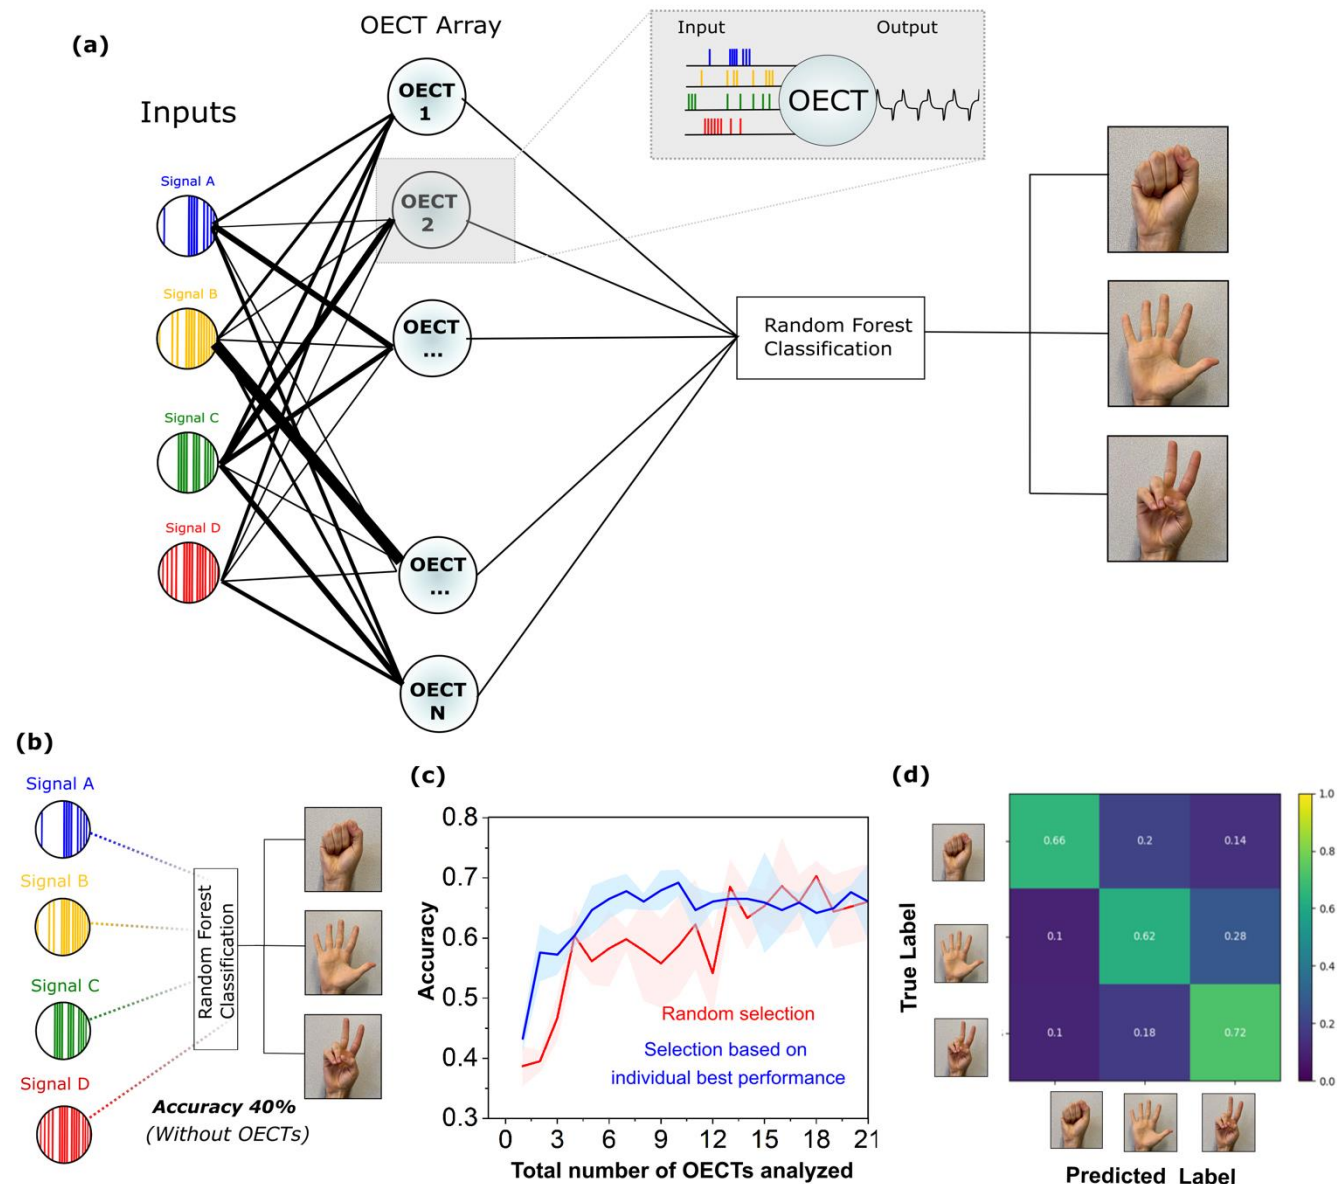 (a)
OECT Array
Inputs
Signal A
Signal B
Signal C
Signal D
OECT
1
OECT
2
OECT
...
OECT
...
OECT
N
Input
Output
OECT
Random Forest
Classification
(b)
Signal A
Signal B
Signal C
Signal D
Random Forest
Classification
Accuracy 40%
(Without OECTs)
(c)
Accuracy
0.8
0.7
0.6
0.5
0.4
0.3
0 3 6 9 12 15 18 21
Random selection
Selection based on
individual best performance
Total number of OECTs analyzed
(d)
True Label
0.66 0.2 0.14
0.1 0.62 0.28
0.1 0.18 0.72
1.0
0.8
0.6
0.4
0.2
0.0
Predicted Label